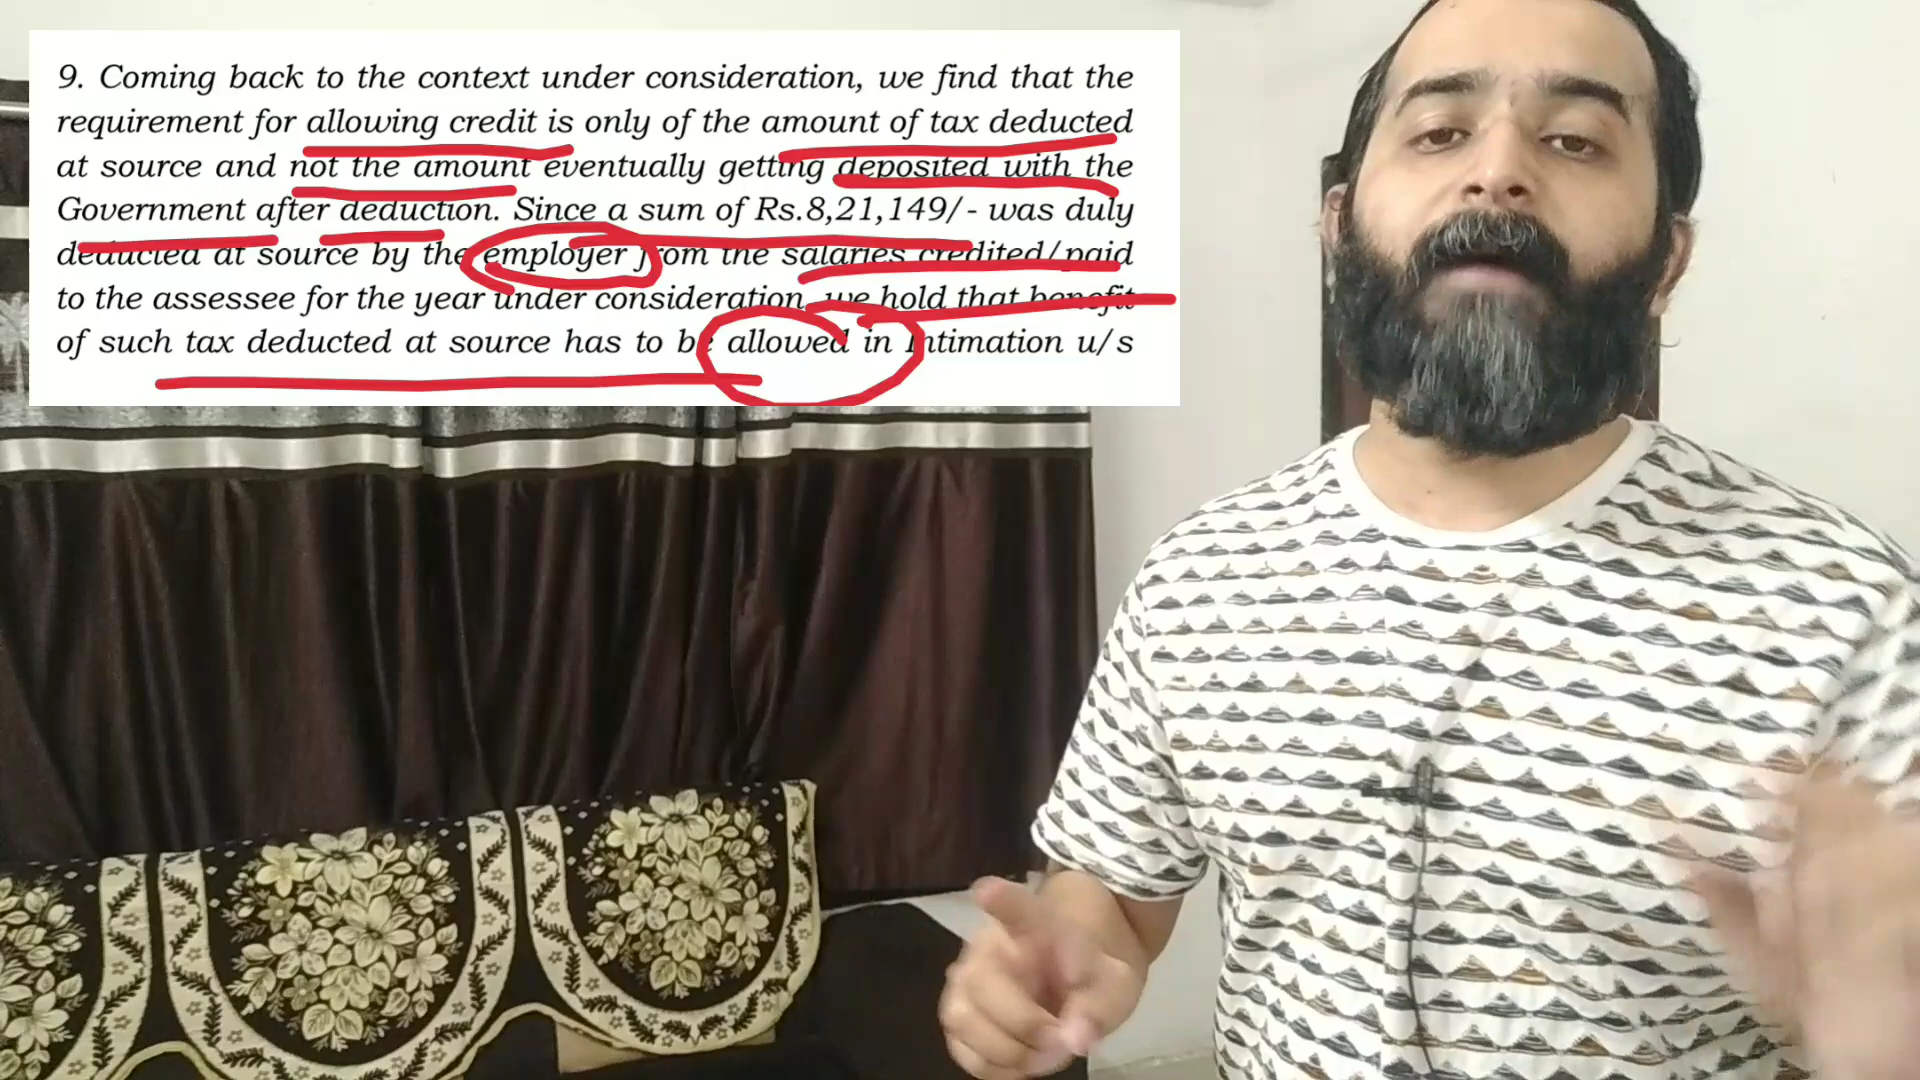 9. Coming back to the context under consideration, we find that the
requirement for allowing credit is only of the amount of tax deducted
at source and not the amount eventually getting deposited with the
Government after deduction. Since a sum of Rs.8,21,149/- was duly
deducted at source by the employer from the salaries credited/paid
to the assessee for the year under consideration, we hold that benefit
of such tax deducted at source has to be allowed in Intimation u/s